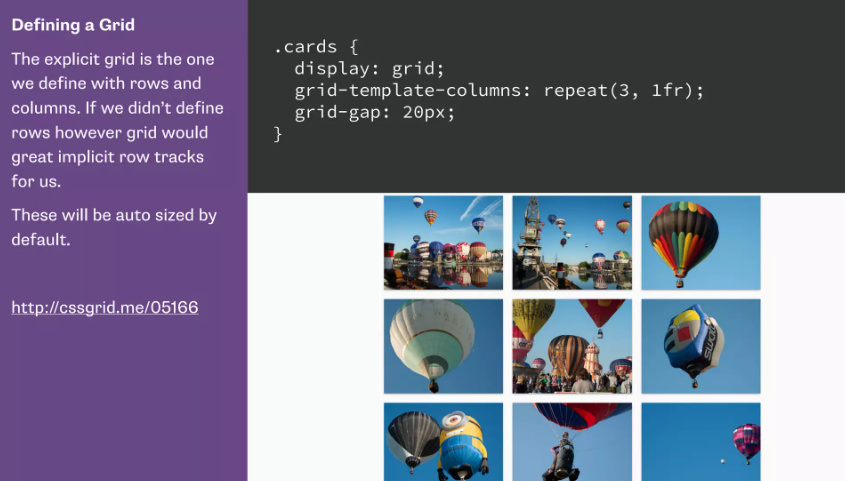 Defining a Grid
The explicit grid is the one
we define with rows and
columns. If we didn’t define
rows however grid would
great implicit row tracks
for us.
These will be auto sized by
default.
http://cssgrid.me/05166
.cards {
  display: grid;
  grid-template-columns: repeat(3, 1fr);
  grid-gap: 20px;
}